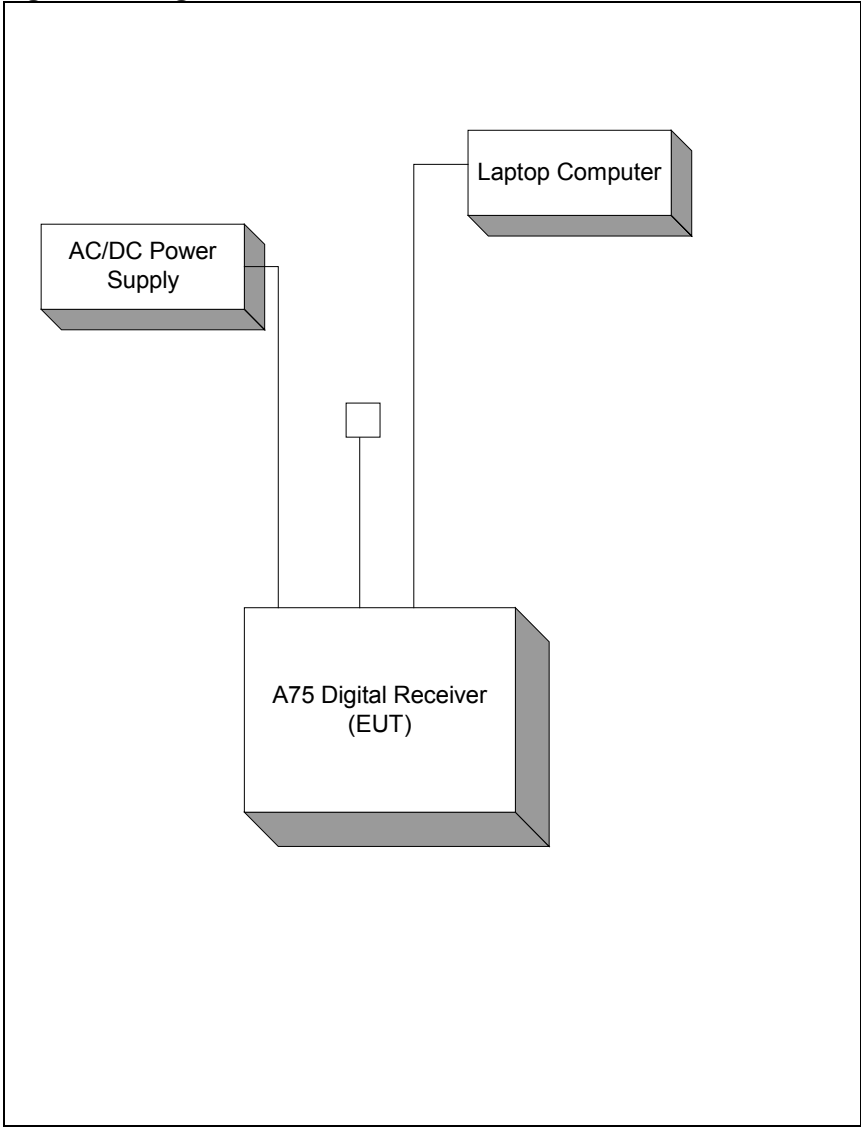 Laptop Computer
AC/DC Power
Supply
A75 Digital Receiver
(EUT)